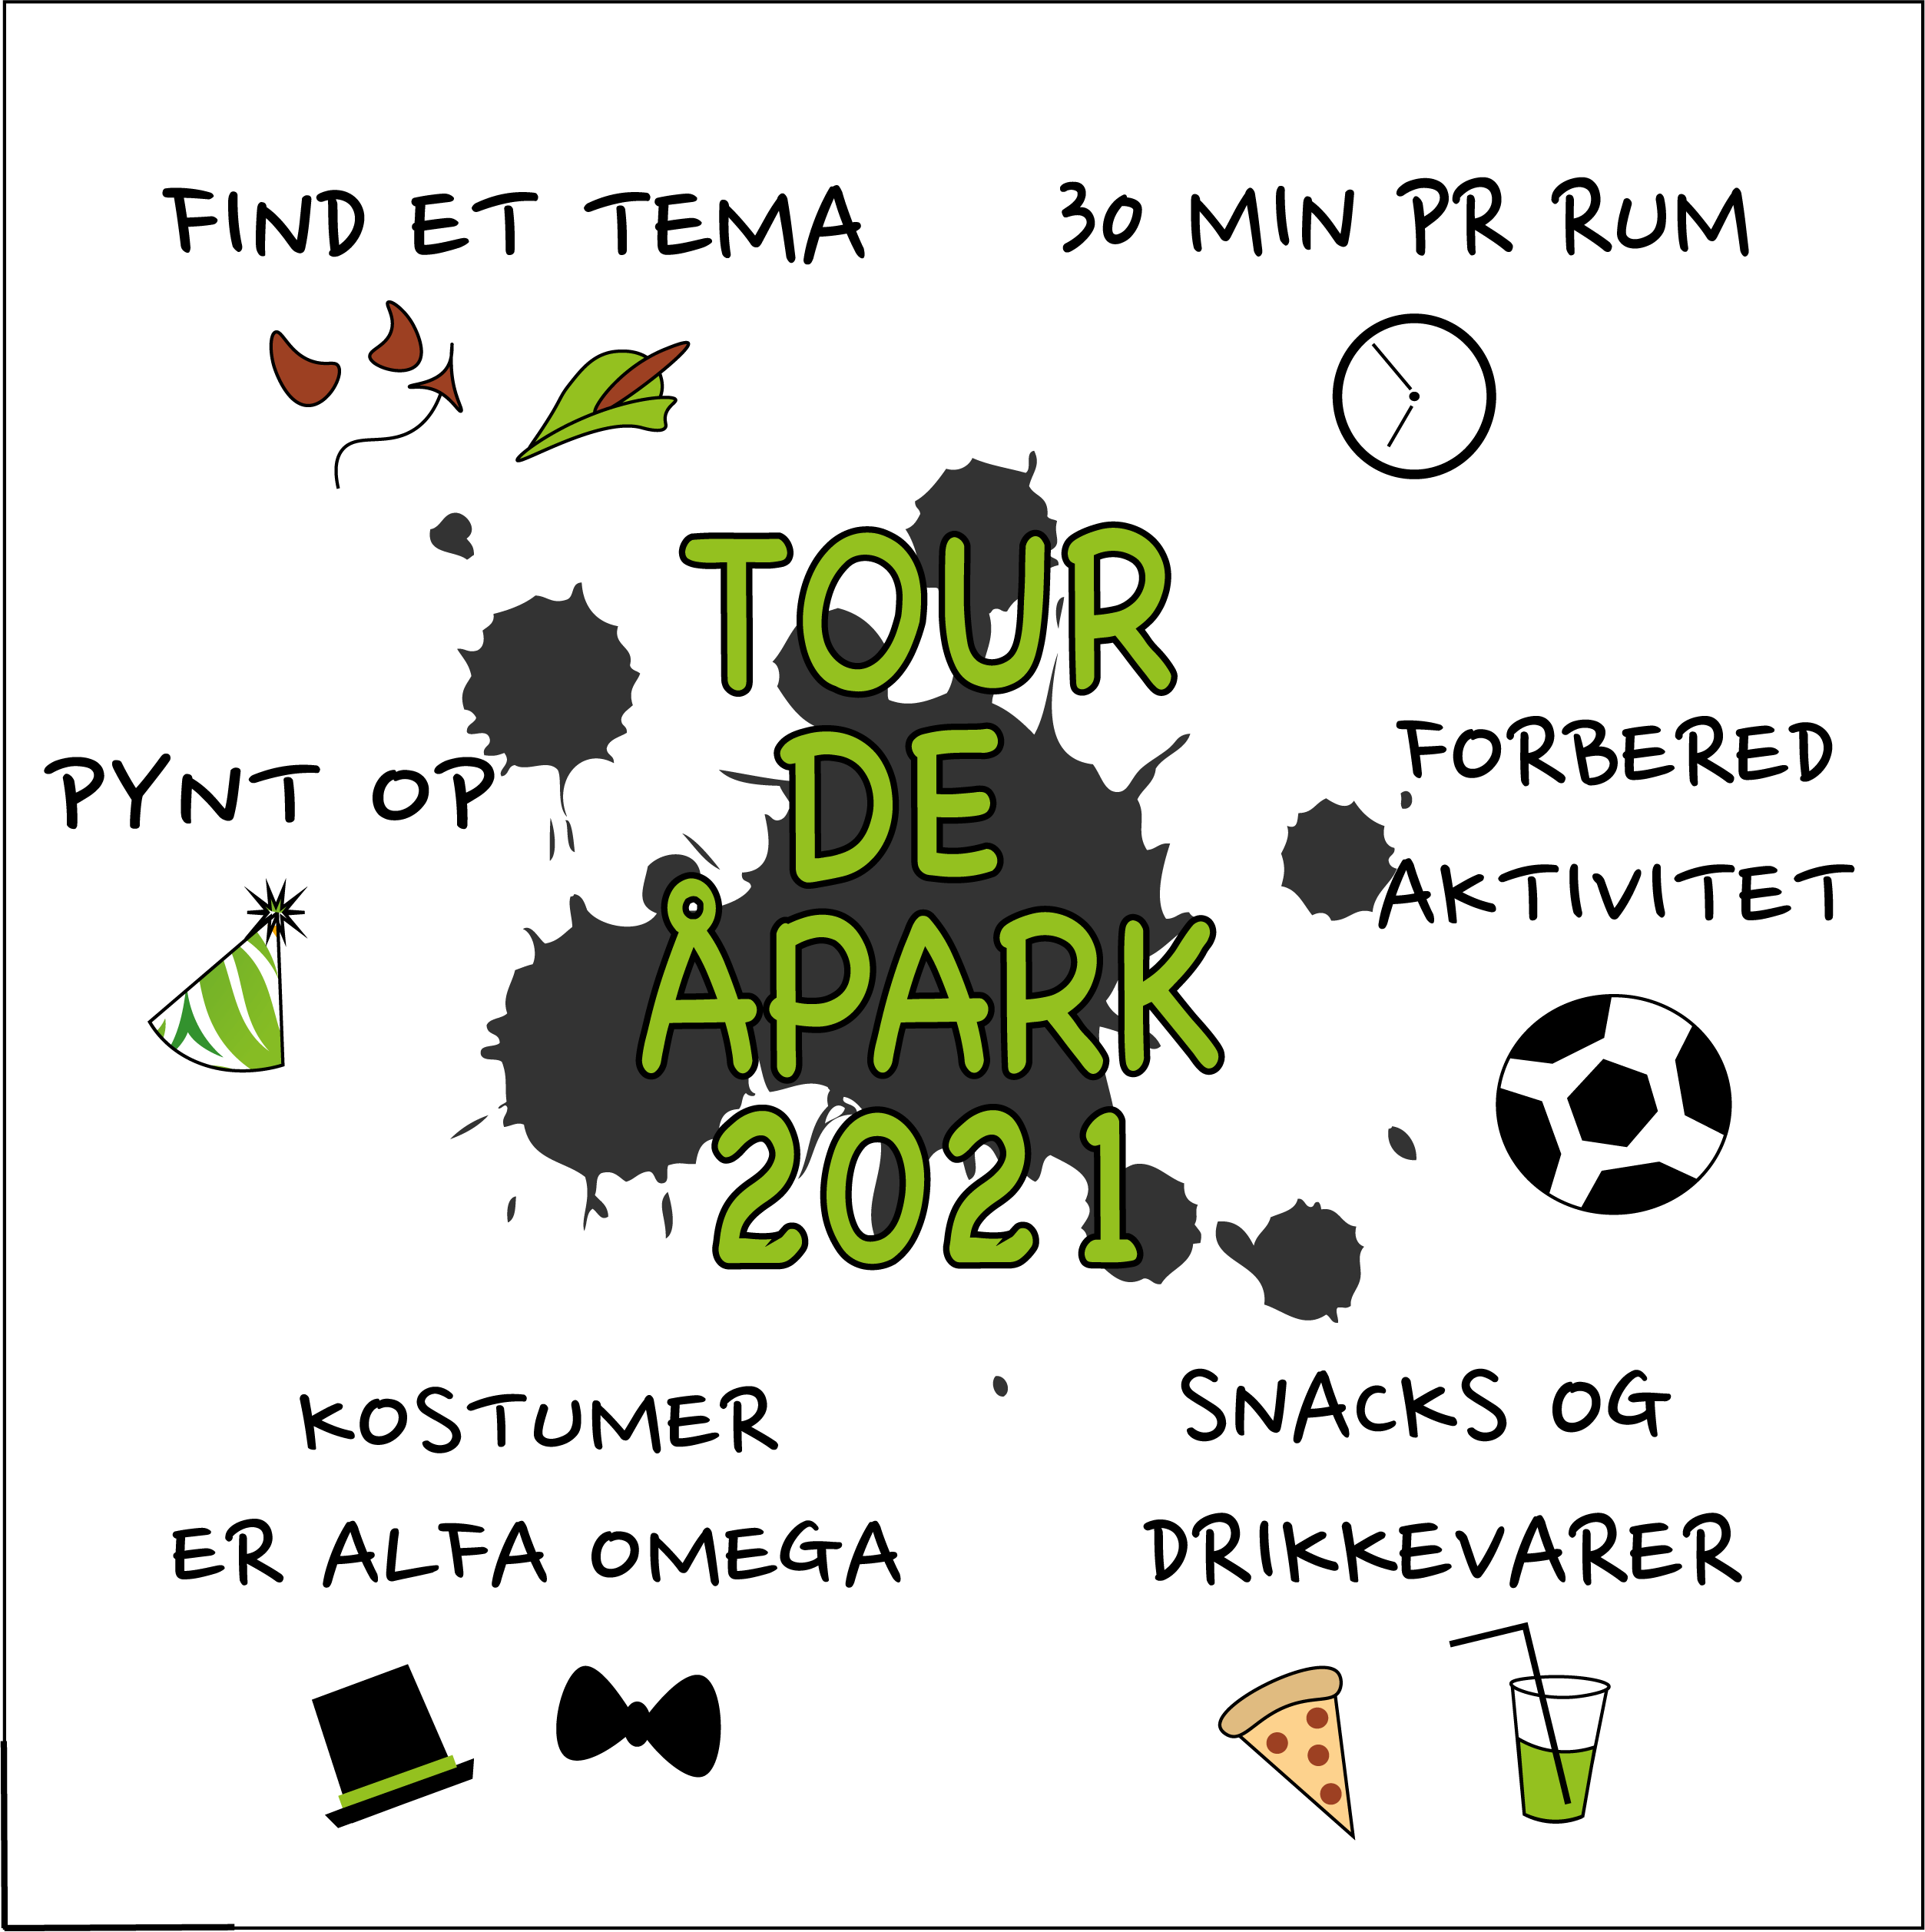 FIND ET TEMA
30 MIN PR RUM
TOUR
DE
ÅPARK
2021
PYNT OP
FORBERED
AKTIVITET
KOSTUMER
ER ALFA OMEGA
SNACKS OG
DRIKKEVARER